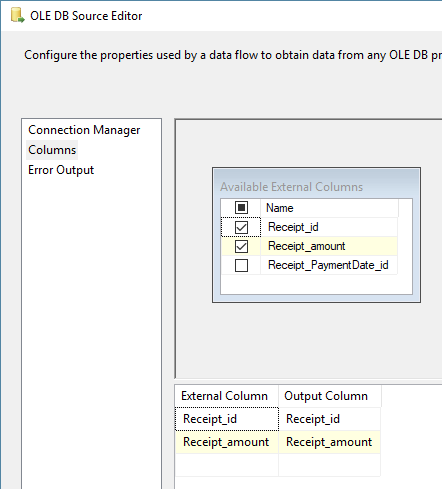 OLE DB Source Editor
Configure the properties used by a data flow to obtain data from any OLE DB pr
Connection Manager
Columns
Error Output
Available External Columns
Name
Receipt_id
Receipt_amount
Receipt_PaymentDate_id
External Column Output Column
Receipt_id Receipt_id
Receipt_amount Receipt_amount